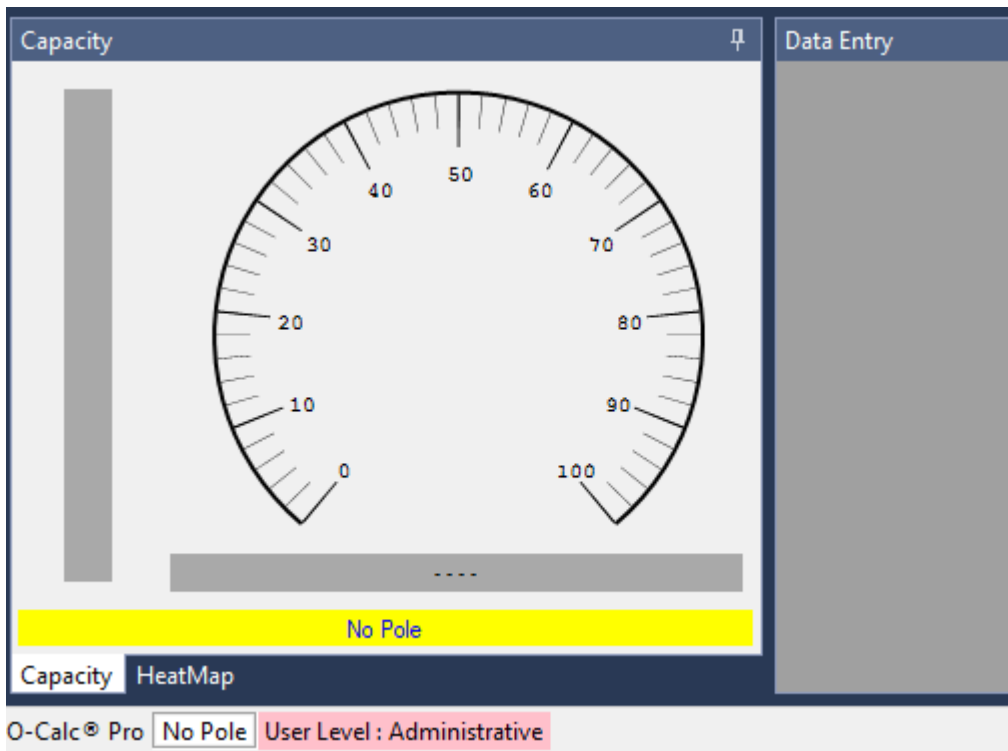 Capacity
Data Entry
50
40 60
30 70
20 80
10 90
0 100
----
No Pole
Capacity HeatMap
O-Calc® Pro No Pole User Level : Administrative